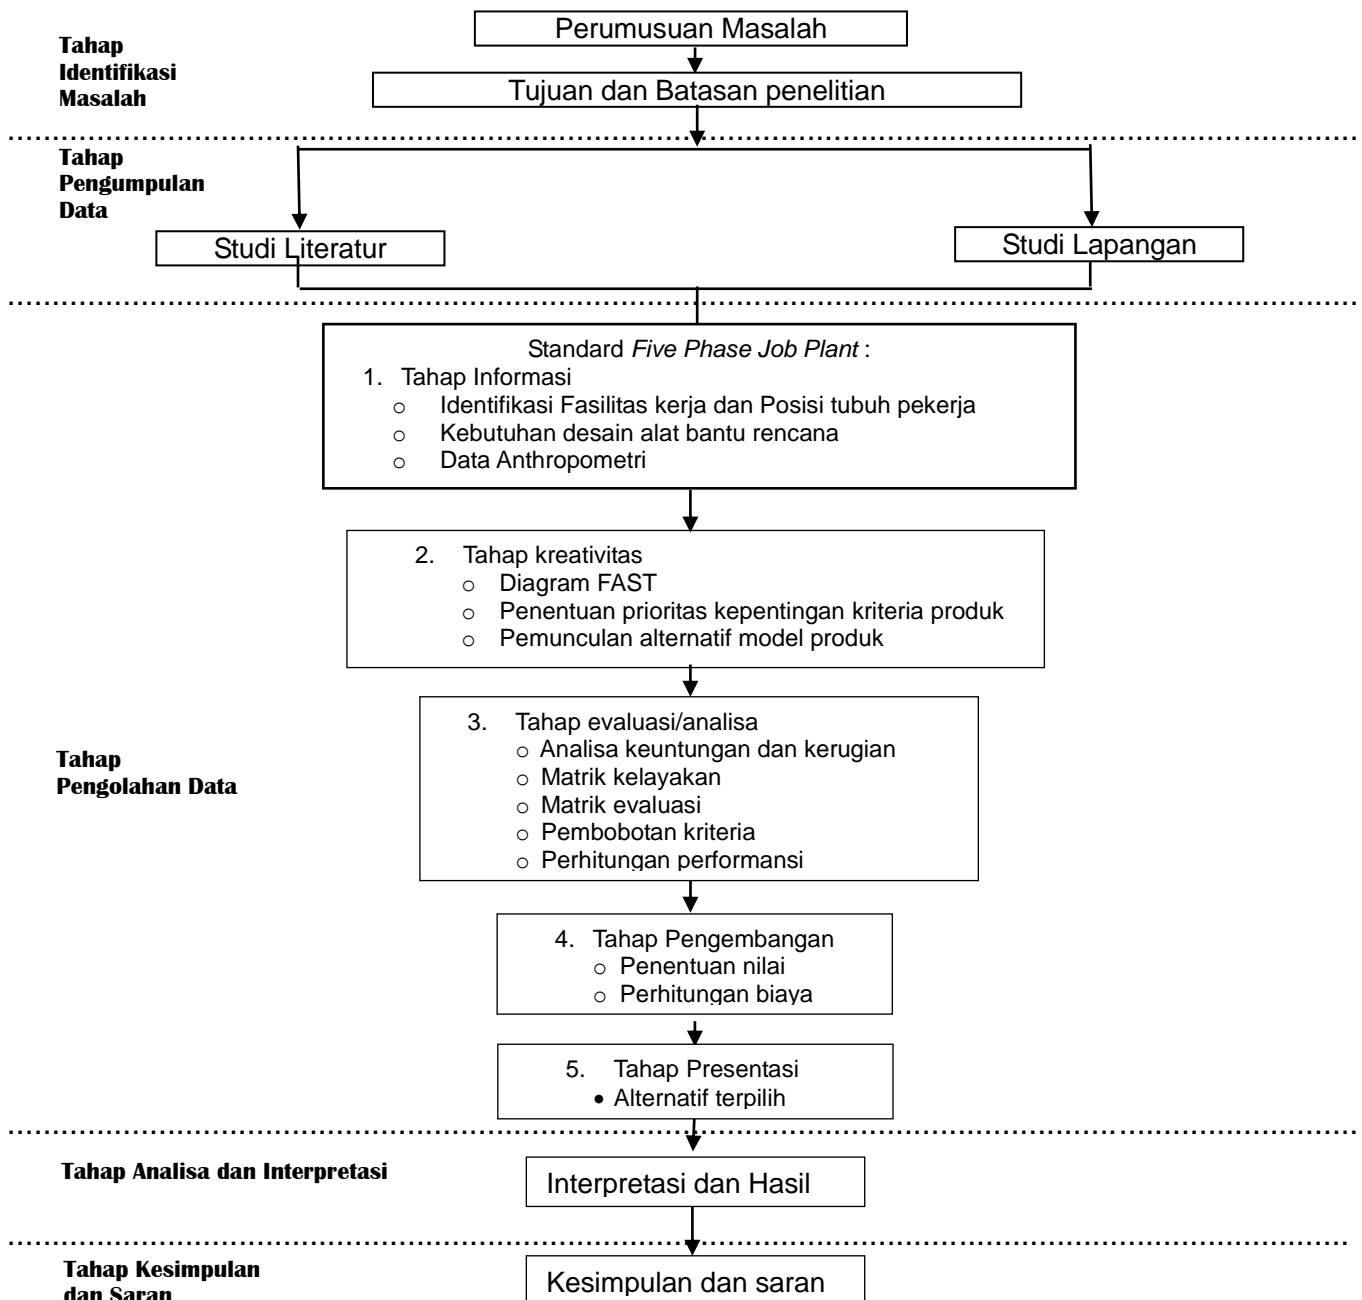 Perumusuan Masalah
Tahap
Identifikasi
Masalah
Tujuan dan Batasan penelitian
Tahap
Pengumpulan
Data
Studi Literatur
Studi Lapangan
Standard Five Phase Job Plant :
1. Tahap Informasi
o Identifikasi Fasilitas kerja dan Posisi tubuh pekerja
o Kebutuhan desain alat bantu rencana
o Data Anthropometri
2. Tahap kreativitas
o Diagram FAST
o Penentuan prioritas kepentingan kriteria produk
o Pemunculan alternatif model produk
3. Tahap evaluasi/analisa
o Analisa keuntungan dan kerugian
o Matrik kelayakan
o Matrik evaluasi
o Pembobotan kriteria
o Perhitungan performansi
Tahap
Pengolahan Data
4. Tahap Pengembangan
o Penentuan nilai
o Perhitungan biaya
5. Tahap Presentasi
• Alternatif terpilih
Tahap Analisa dan Interpretasi
Interpretasi dan Hasil
Tahap Kesimpulan
dan Saran
Kesimpulan dan saran